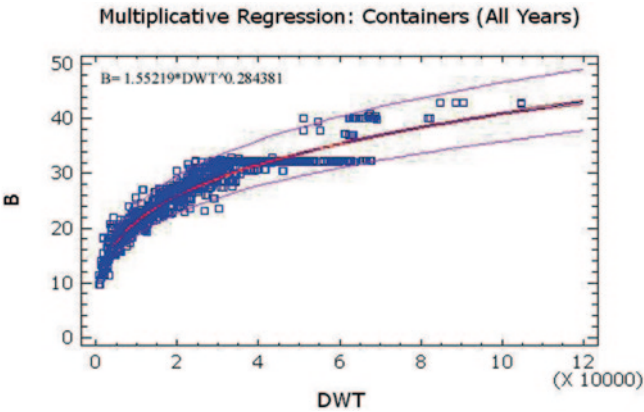 Multiplicative Regression: Containers (All Years)
B= 1.55219*DWT^0.284381
50
40
30
20
10
0
B
0 2 4 6 8 10 12
(X 10000)
DWT